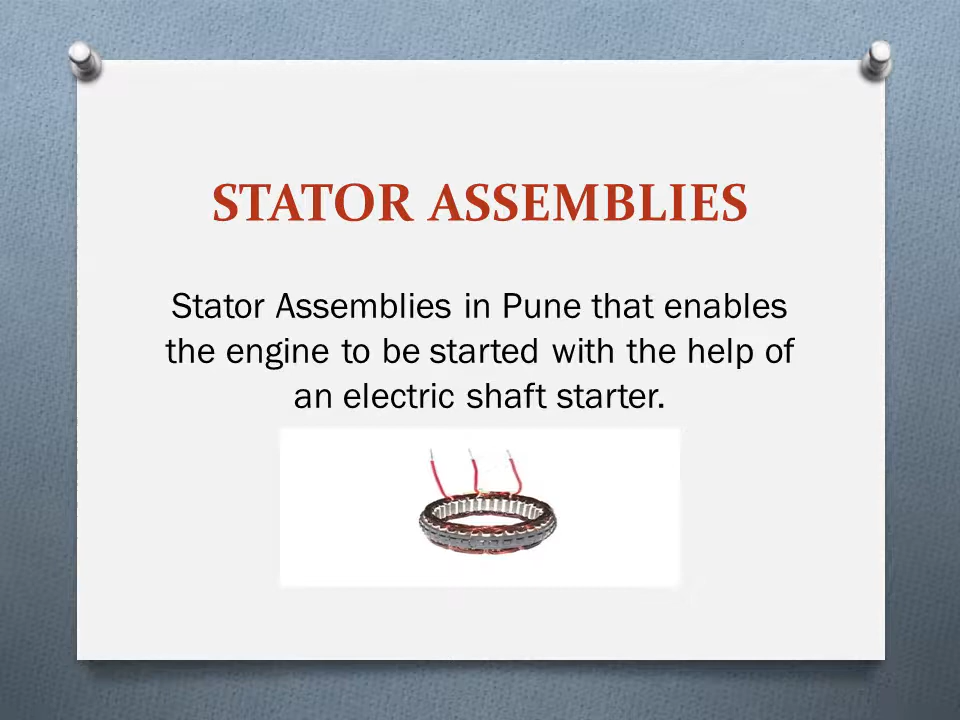 STATOR ASSEMBLIES
Stator Assemblies in Pune that enables
the engine to be started with the help of
an electric shaft starter.